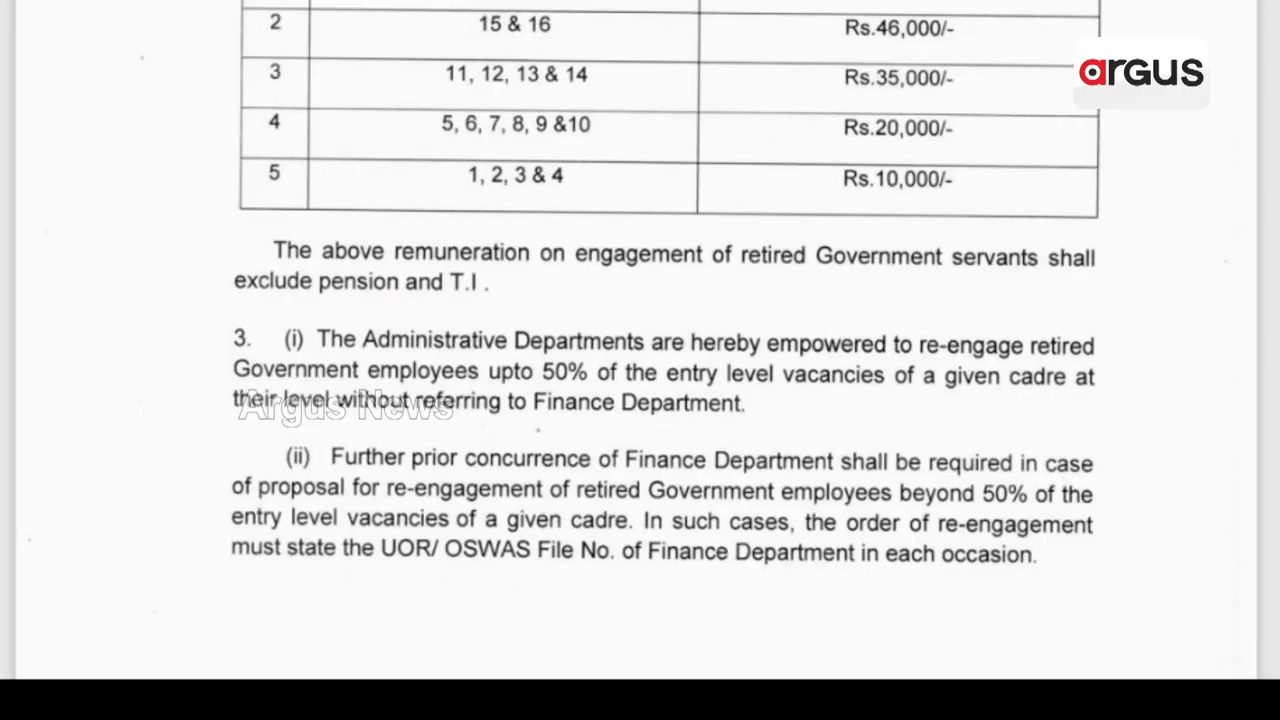 2 15 & 16 Rs.46,000/-
argus
3 11, 12, 13 & 14 Rs.35,000/-
4 5, 6, 7, 8, 9 &10 Rs.20,000/-
5 1, 2, 3 & 4 Rs.10,000/-
The above remuneration on engagement of retired Government servants shall
exclude pension and T.I .
3. (i) The Administrative Departments are hereby empowered to re-engage retired
Government employees upto 50% of the entry level vacancies of a given cadre at
their level without referring to Finance Department.
Argus News
(ii) Further prior concurrence of Finance Department shall be required in case
of proposal for re-engagement of retired Government employees beyond 50% of the
entry level vacancies of a given cadre. In such cases, the order of re-engagement
must state the UOR/ OSWAS File No. of Finance Department in each occasion.